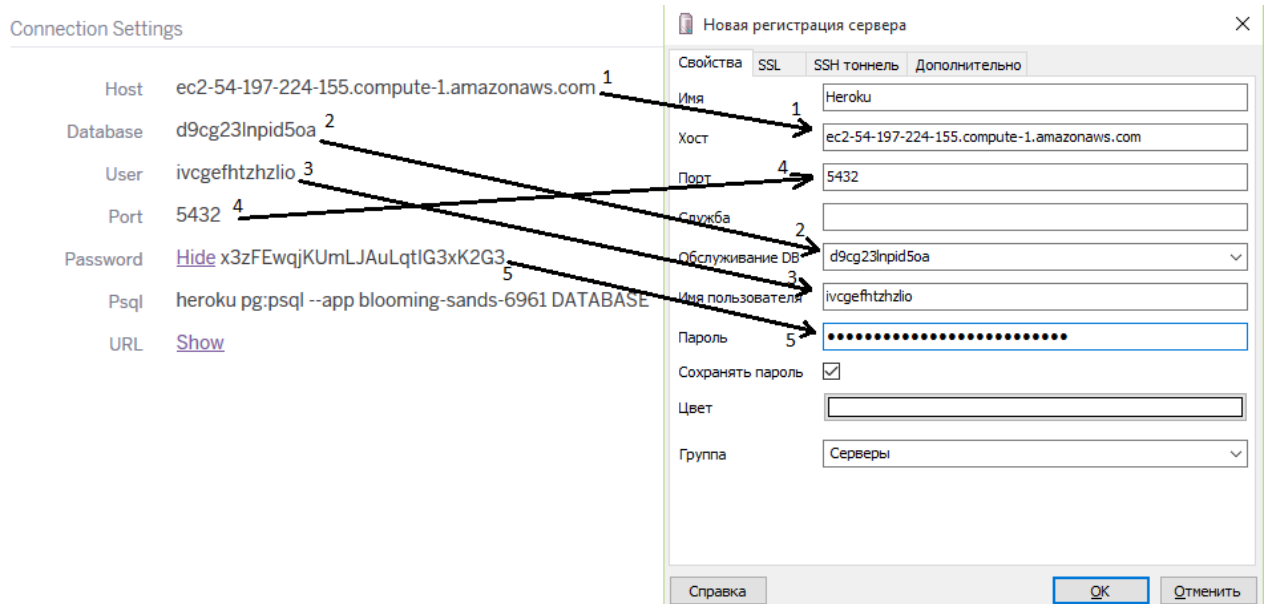 Connection Settings
Host ec2-54-197-224-155.compute-1.amazonaws.com 1
Database d9cg23lnpid5oa 2
User ivcgefhtzhzlio 3
Port 5432 4
Password Hide x3zFEwqjKUmLJAuLqtIG3xK2G3 5
Psql heroku pg:psql --app blooming-sands-6961 DATABASE
URL Show
Новая регистрация сервера
Свойства SSL SSH тоннель Дополнительно
Имя Heroku
1
Хост ec2-54-197-224-155.compute-1.amazonaws.com
Порт 4 5432
Служба
2
Обслуживание DB d9cg23lnpid5oa
3
Имя пользователя ivcgefhtzhzlio
Пароль 5 ••••••••••••••••••••••••••
Сохранять пароль
Цвет
Группа Серверы
Справка OK Отменить